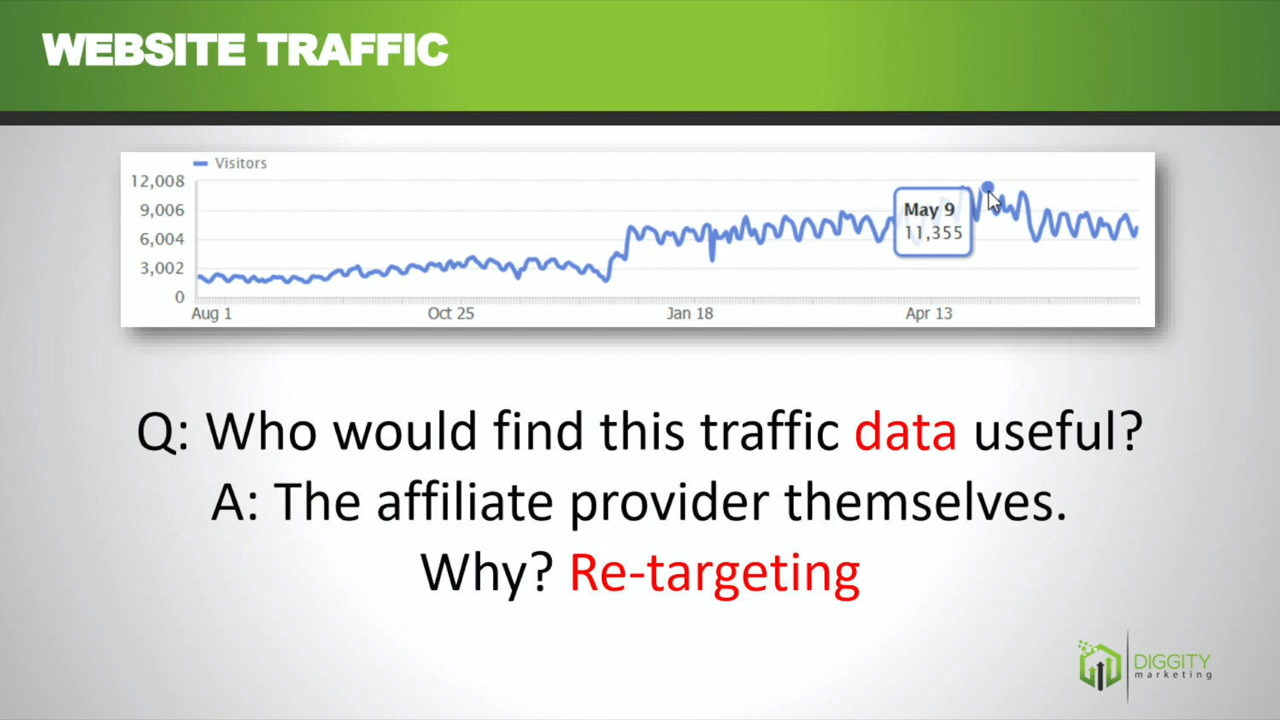 WEBSITE TRAFFIC
Visitors
12,008
9,006
6,004
3,002
0
May 9
11,355
Aug 1
Oct 25
Jan 18
Apr 13
Q: Who would find this traffic data useful?
A: The affiliate provider themselves.
Why? Re-targeting
DIGGITY
marketing